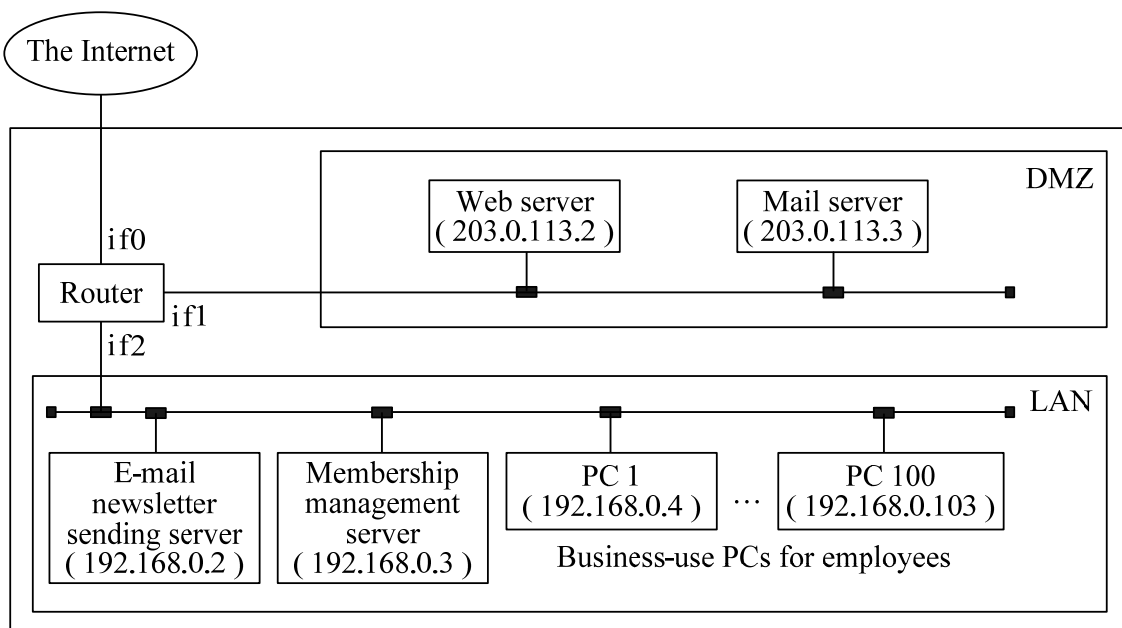 The Internet
DMZ
Web server
( 203.0.113.2 )
Mail server
( 203.0.113.3 )
if0
Router
if1
if2
LAN
E-mail
newsletter
sending server
( 192.168.0.2 )
Membership
management
server
( 192.168.0.3 )
PC 1
( 192.168.0.4 )
…
PC 100
( 192.168.0.103 )
Business-use PCs for employees